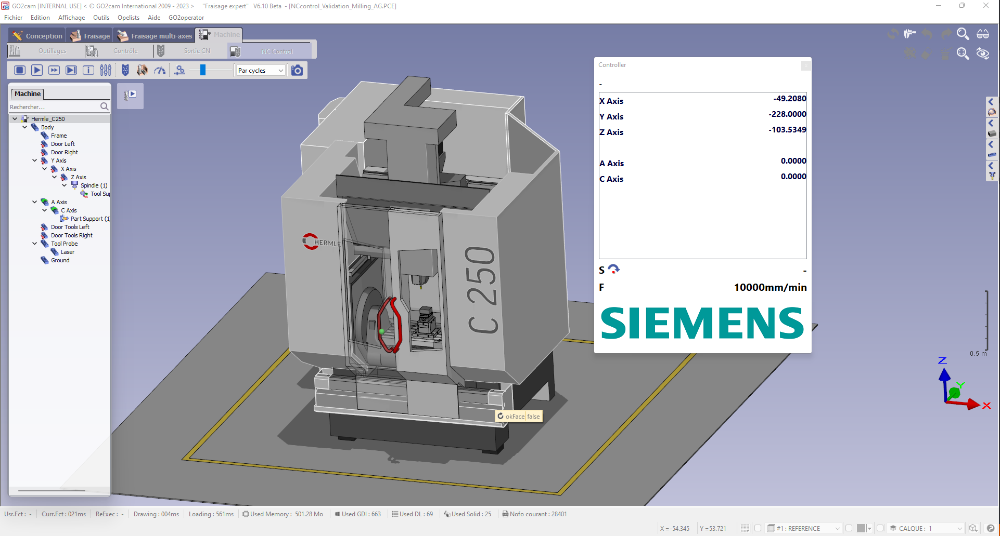 GO2cam [INTERNAL USE] < © GO2cam International 2009 - 2023 > "Fraisage expert" V6.10 Beta - [NCcontrol_Validation_Milling_AG.PCE]
Fichier Edition Affichage Outils Opelists Aide GO2operator
Conception Fraisage Fraisage multi-axes Machine
Outillages Contrôle Sortie CN NC Control
Par cycles
Machine
Rechercher...
Hermle_C250
Body
Frame
Door Left
Door Right
Y Axis
X Axis
Z Axis
Spindle (1)
Tool Su
A Axis
C Axis
Part Support (1
Door Tools Left
Door Tools Right
Tool Probe
Laser
Ground
HERMLE
C 250
okFace false
Controller
-
X Axis -49.2080
Y Axis -228.0000
Z Axis -103.5349
A Axis 0.0000
C Axis 0.0000
S -
F 10000mm/min
SIEMENS
0.5 m
Z
Y
X
Usr.Fct : - Curr.Fct : 021ms ReExec : - Drawing : 004ms Loading : 561ms Used Memory : 501.28 Mo Used GDI : 663 Used DL : 69 Used Solid : 25 Nofo courant : 28401
X =-54.345 Y =53.721 #1 : REFERENCE CALQUE : 1